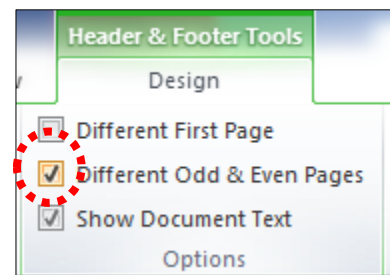 Header & Footer Tools
Design
Different First Page
Different Odd & Even Pages
Show Document Text
Options